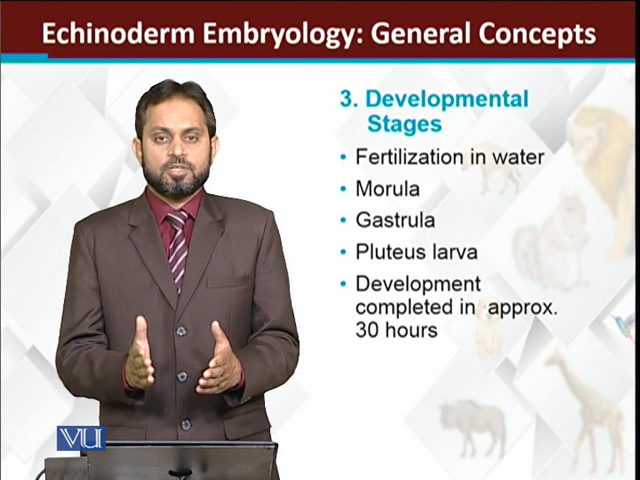 Echinoderm Embryology: General Concepts
3. Developmental
Stages
• Fertilization in water
• Morula
• Gastrula
• Pluteus larva
• Development
completed in approx.
30 hours
VU